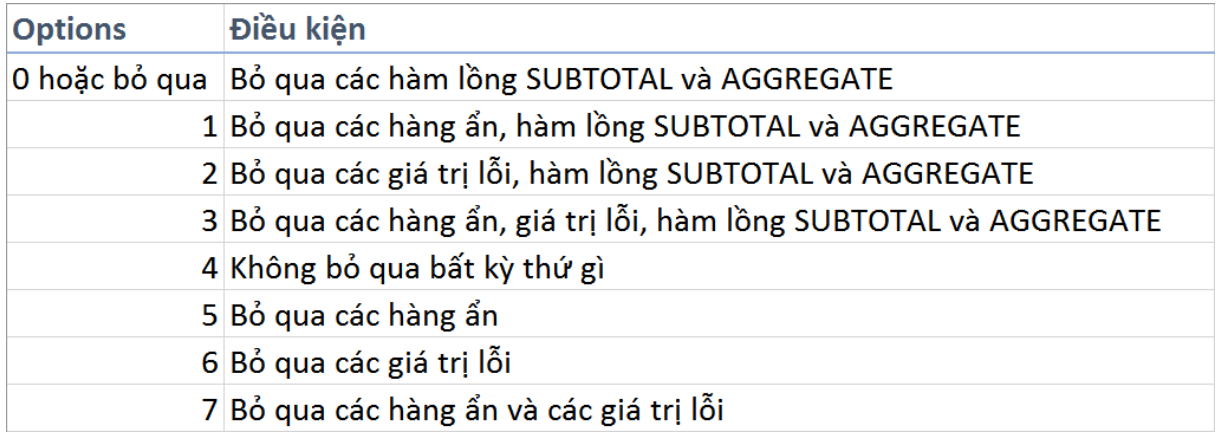 Options Điều kiện
0 hoặc bỏ qua Bỏ qua các hàm lồng SUBTOTAL và AGGREGATE
1 Bỏ qua các hàng ẩn, hàm lồng SUBTOTAL và AGGREGATE
2 Bỏ qua các giá trị lỗi, hàm lồng SUBTOTAL và AGGREGATE
3 Bỏ qua các hàng ẩn, giá trị lỗi, hàm lồng SUBTOTAL và AGGREGATE
4 Không bỏ qua bất kỳ thứ gì
5 Bỏ qua các hàng ẩn
6 Bỏ qua các giá trị lỗi
7 Bỏ qua các hàng ẩn và các giá trị lỗi